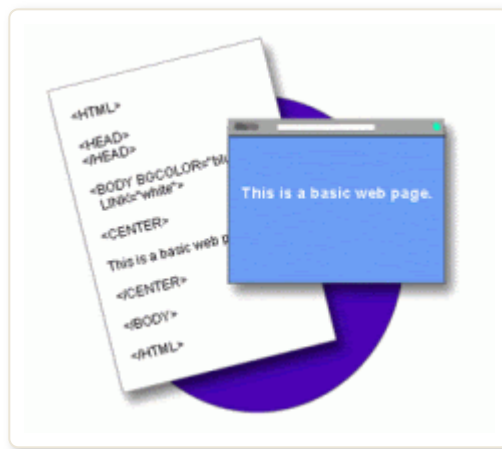 <HTML>
<HEAD>
</HEAD>
<BODY BGCOLOR="blu
LINK="white">
<CENTER>
This is a basic web p
</CENTER>
</BODY>
</HTML>
This is a basic web page.